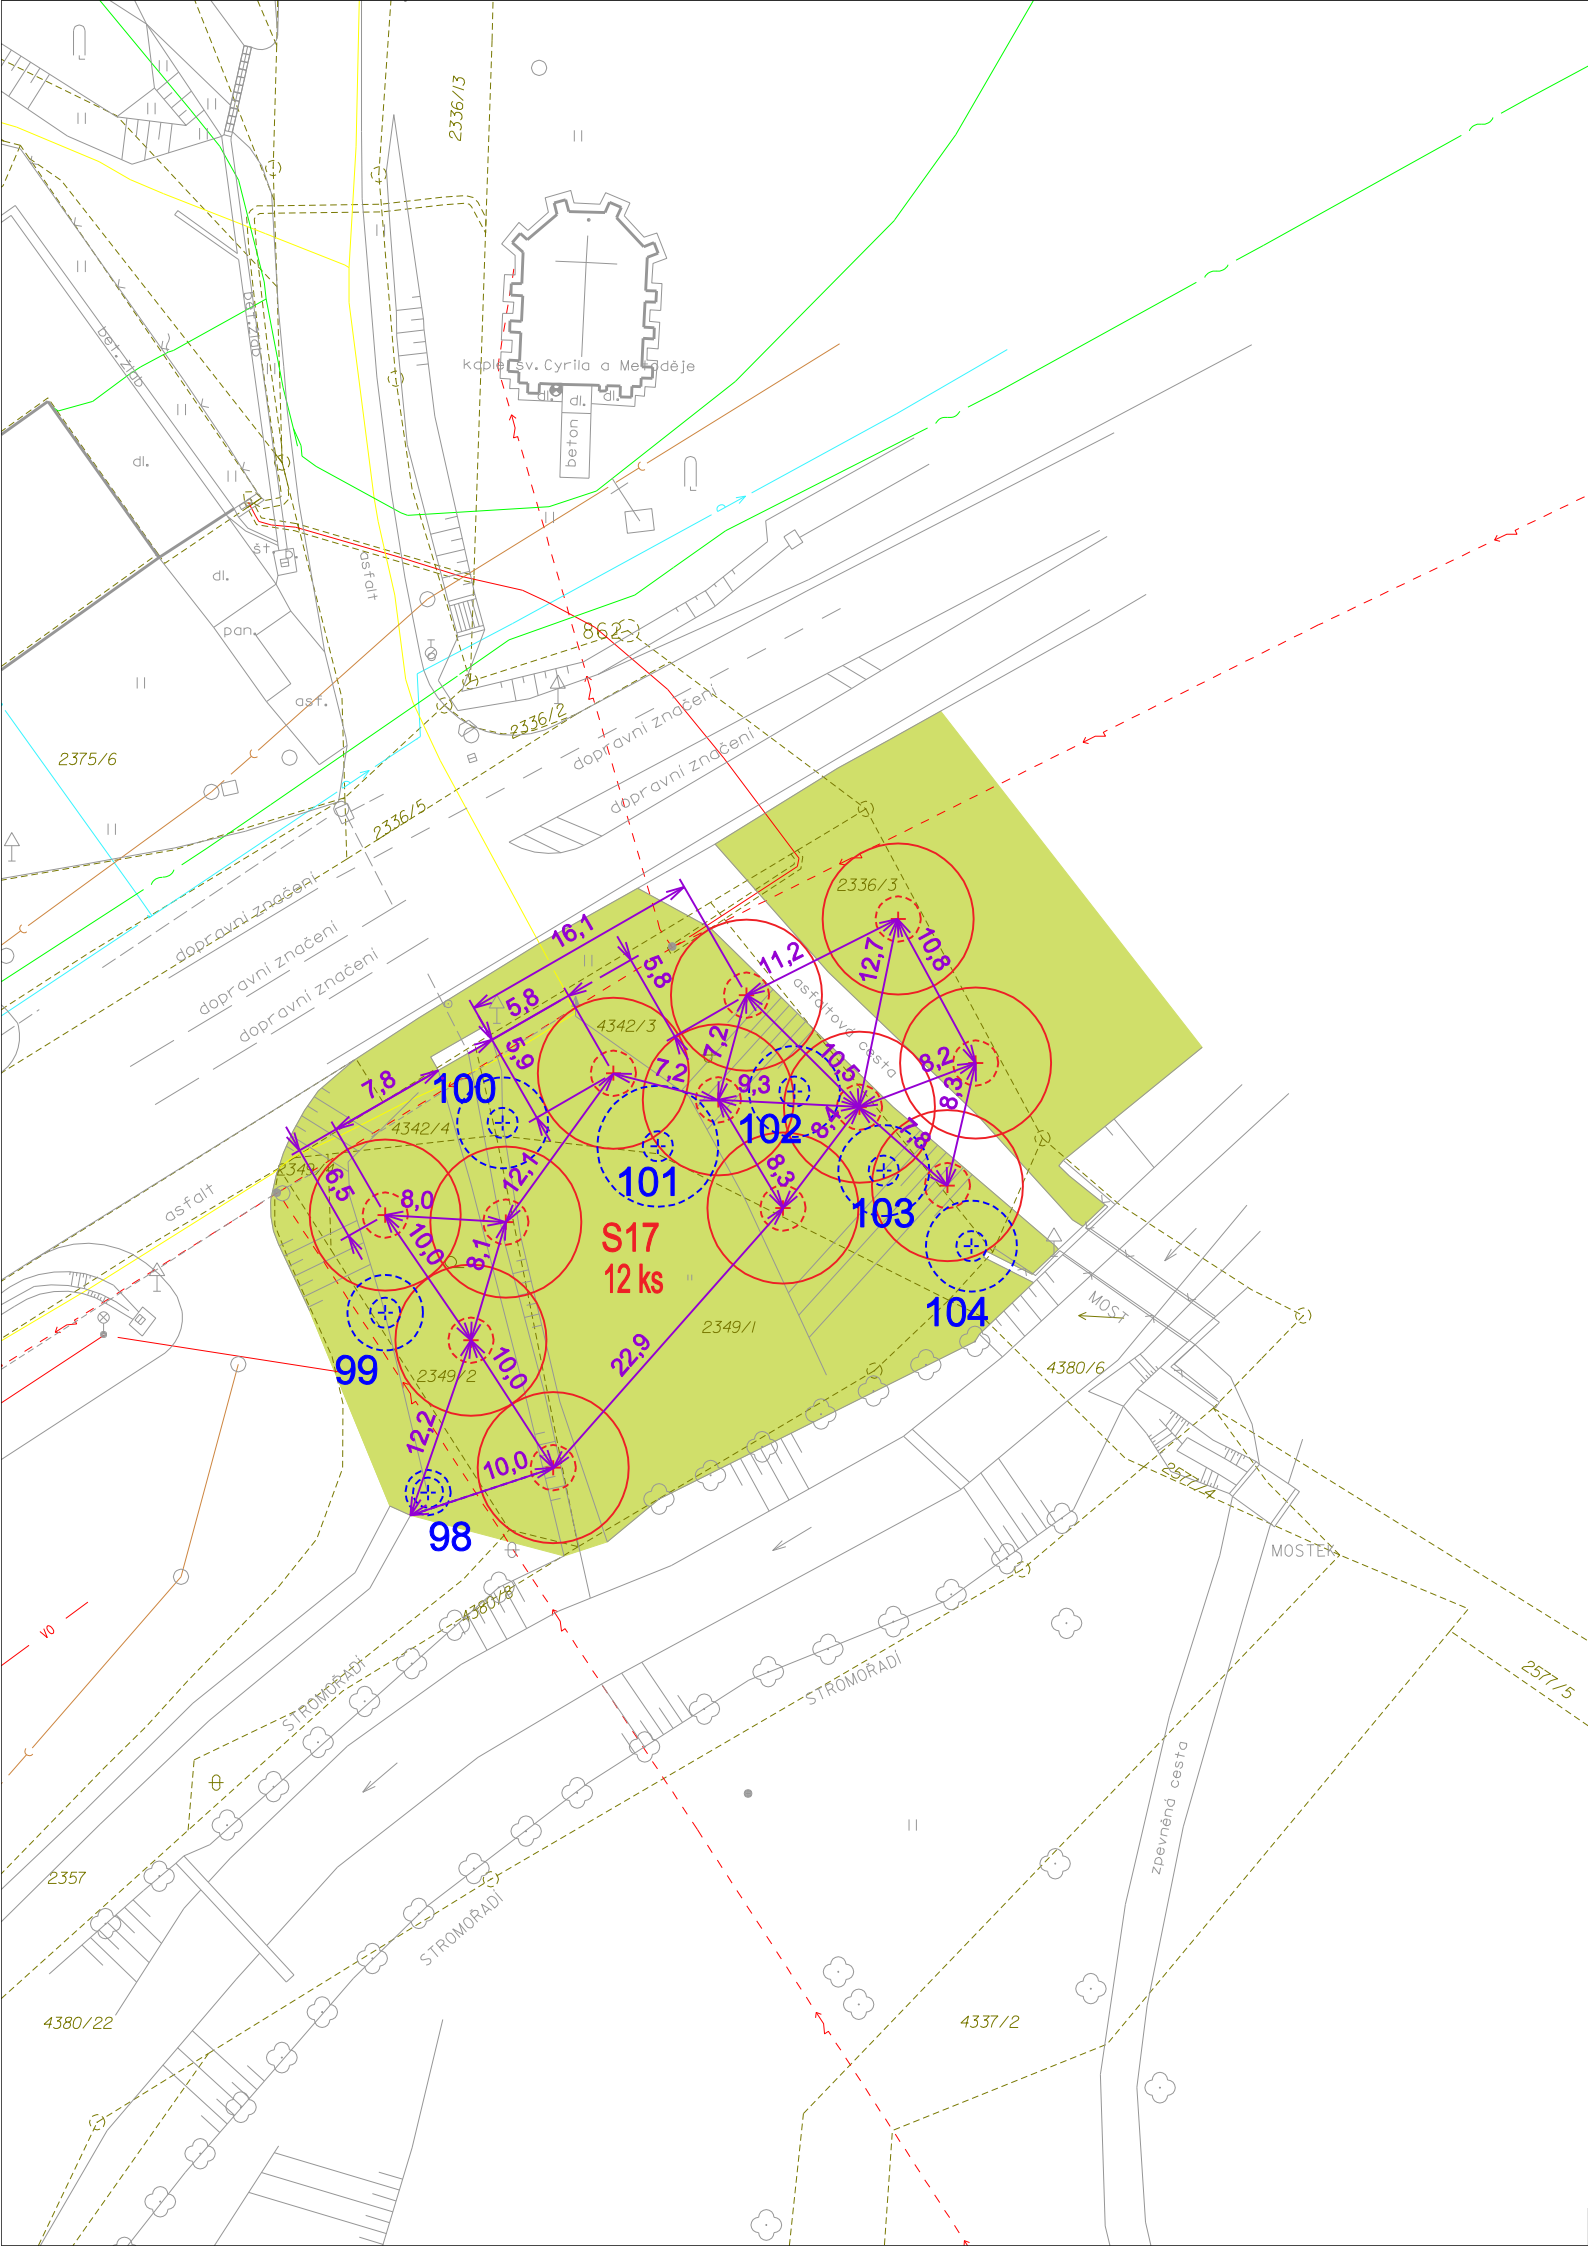 2336/13
bet.žlab
bet.žlab
kaple sv. Cyrila a Metoděje
dl.
dl.
dl.
beton
dl.
asfalt
dl.
pan.
862
asf.
2336/2
dopravní značení
dopravní značení
2375/6
2336/5
2336/3
dopravní značení
dopravní značení
dopravní značení
16,1
5,8
11,2
12,7
10,8
5,8
4342/3
asfaltová cesta
5,9
7,2
7,2
10,5
8,2
8,3
7,8
100
9,3
102
4342/4
8,4
7,8
2349/4
6,5
12,1
101
8,3
103
asfalt
8,0
10,0
8,1
S17
12 ks
104
MOST
2349/1
22,9
99
2349/2
10,0
4380/6
12,2
10,0
98
2577/4
MOSTEK
4380/8
VO
STROMOŘADÍ
STROMOŘADÍ
2577/5
zpevněná cesta
2357
STROMOŘADÍ
4380/22
4337/2